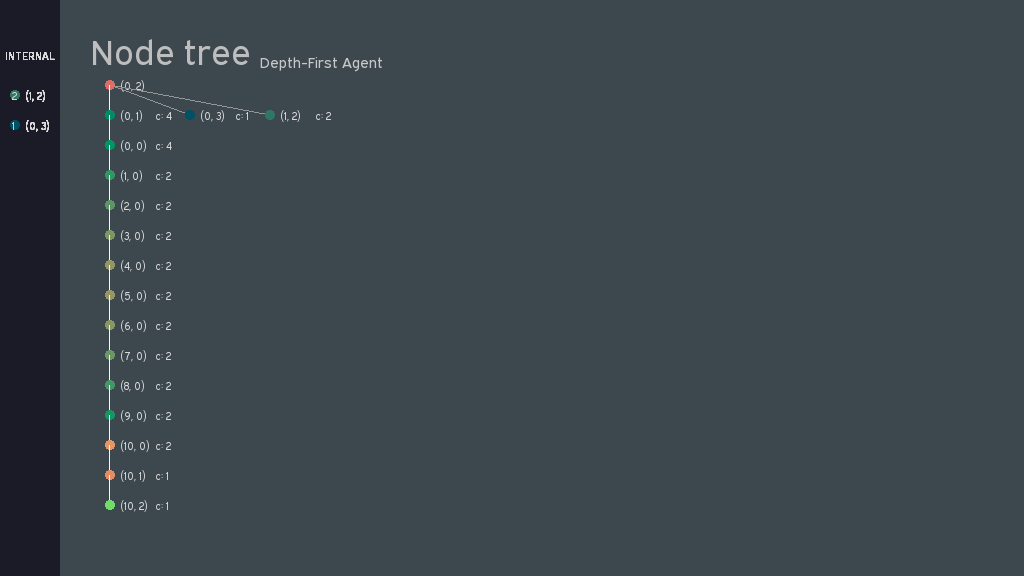 INTERNAL
2 (1, 2)
1 (0, 3)
Node tree Depth-First Agent
(0, 2)
(0, 1) c: 4 (0, 3) c: 1 (1, 2) c: 2
(0, 0) c: 4
(1, 0) c: 2
(2, 0) c: 2
(3, 0) c: 2
(4, 0) c: 2
(5, 0) c: 2
(6, 0) c: 2
(7, 0) c: 2
(8, 0) c: 2
(9, 0) c: 2
(10, 0) c: 2
(10, 1) c: 1
(10, 2) c: 1